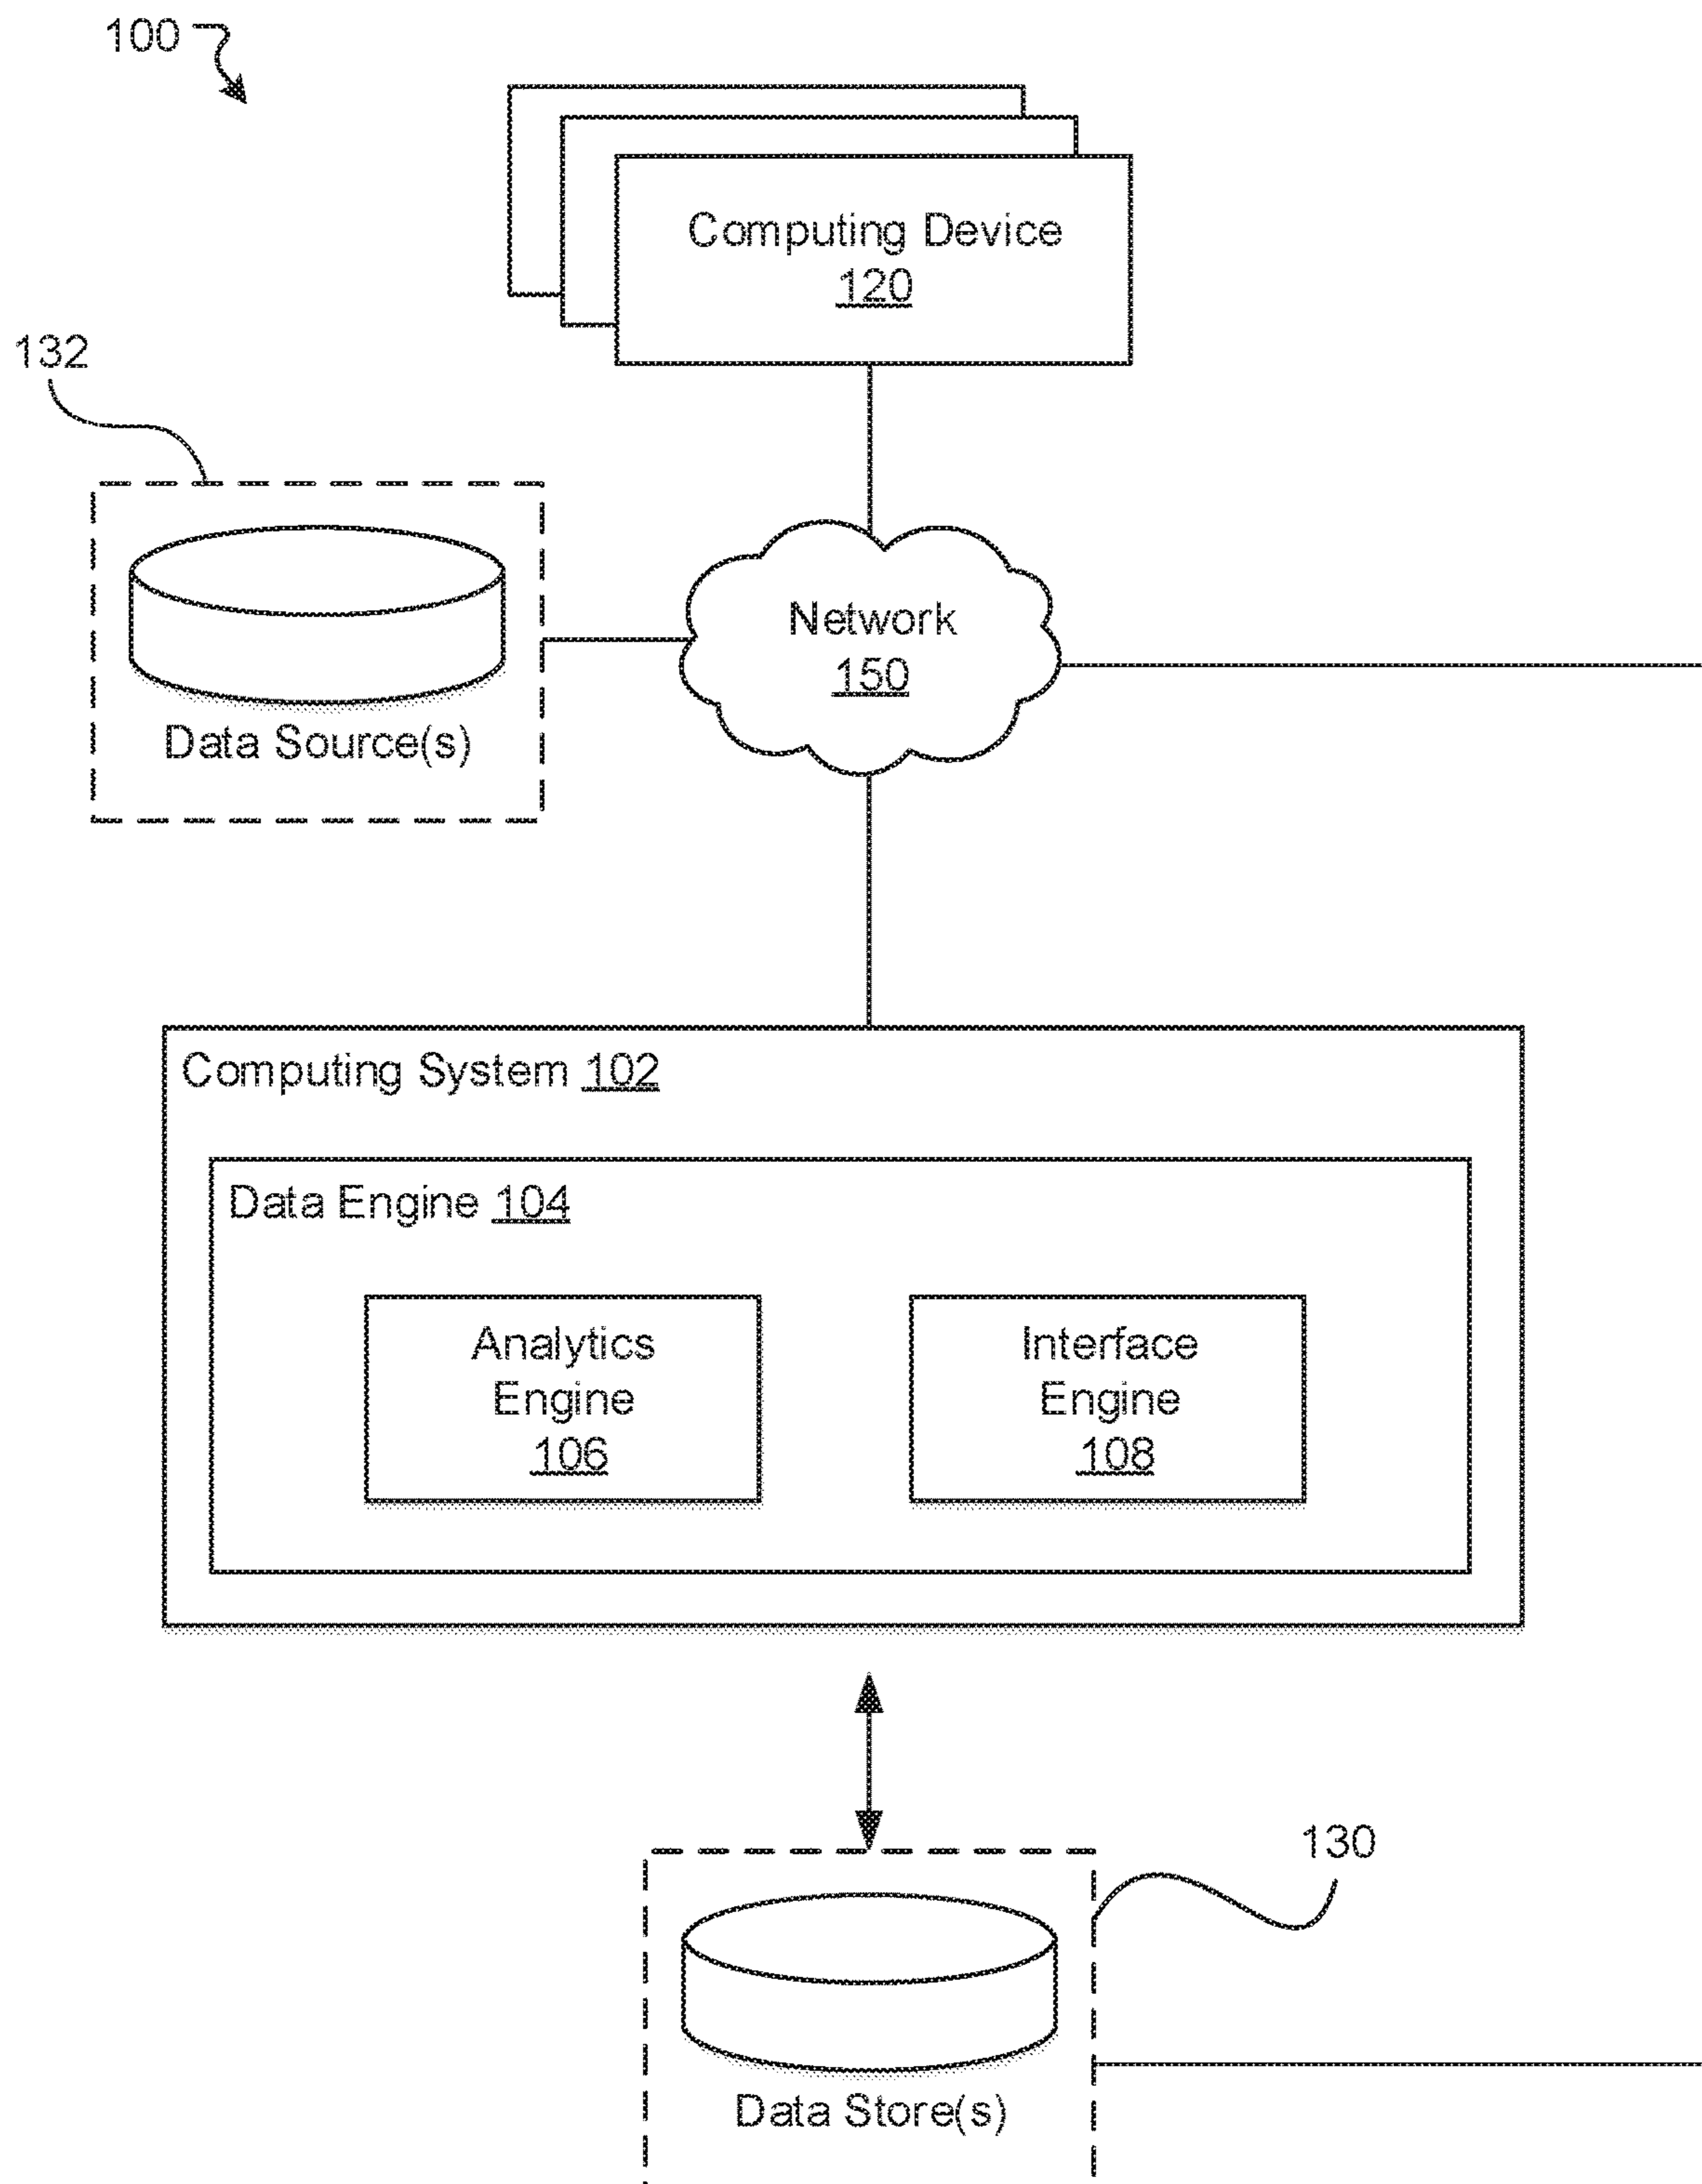 100
Computing Device
120
132
Network
150
Data Source(s)
Computing System 102
Data Engine 104
Analytics
Engine
106
Interface
Engine
108
130
Data Store(s)